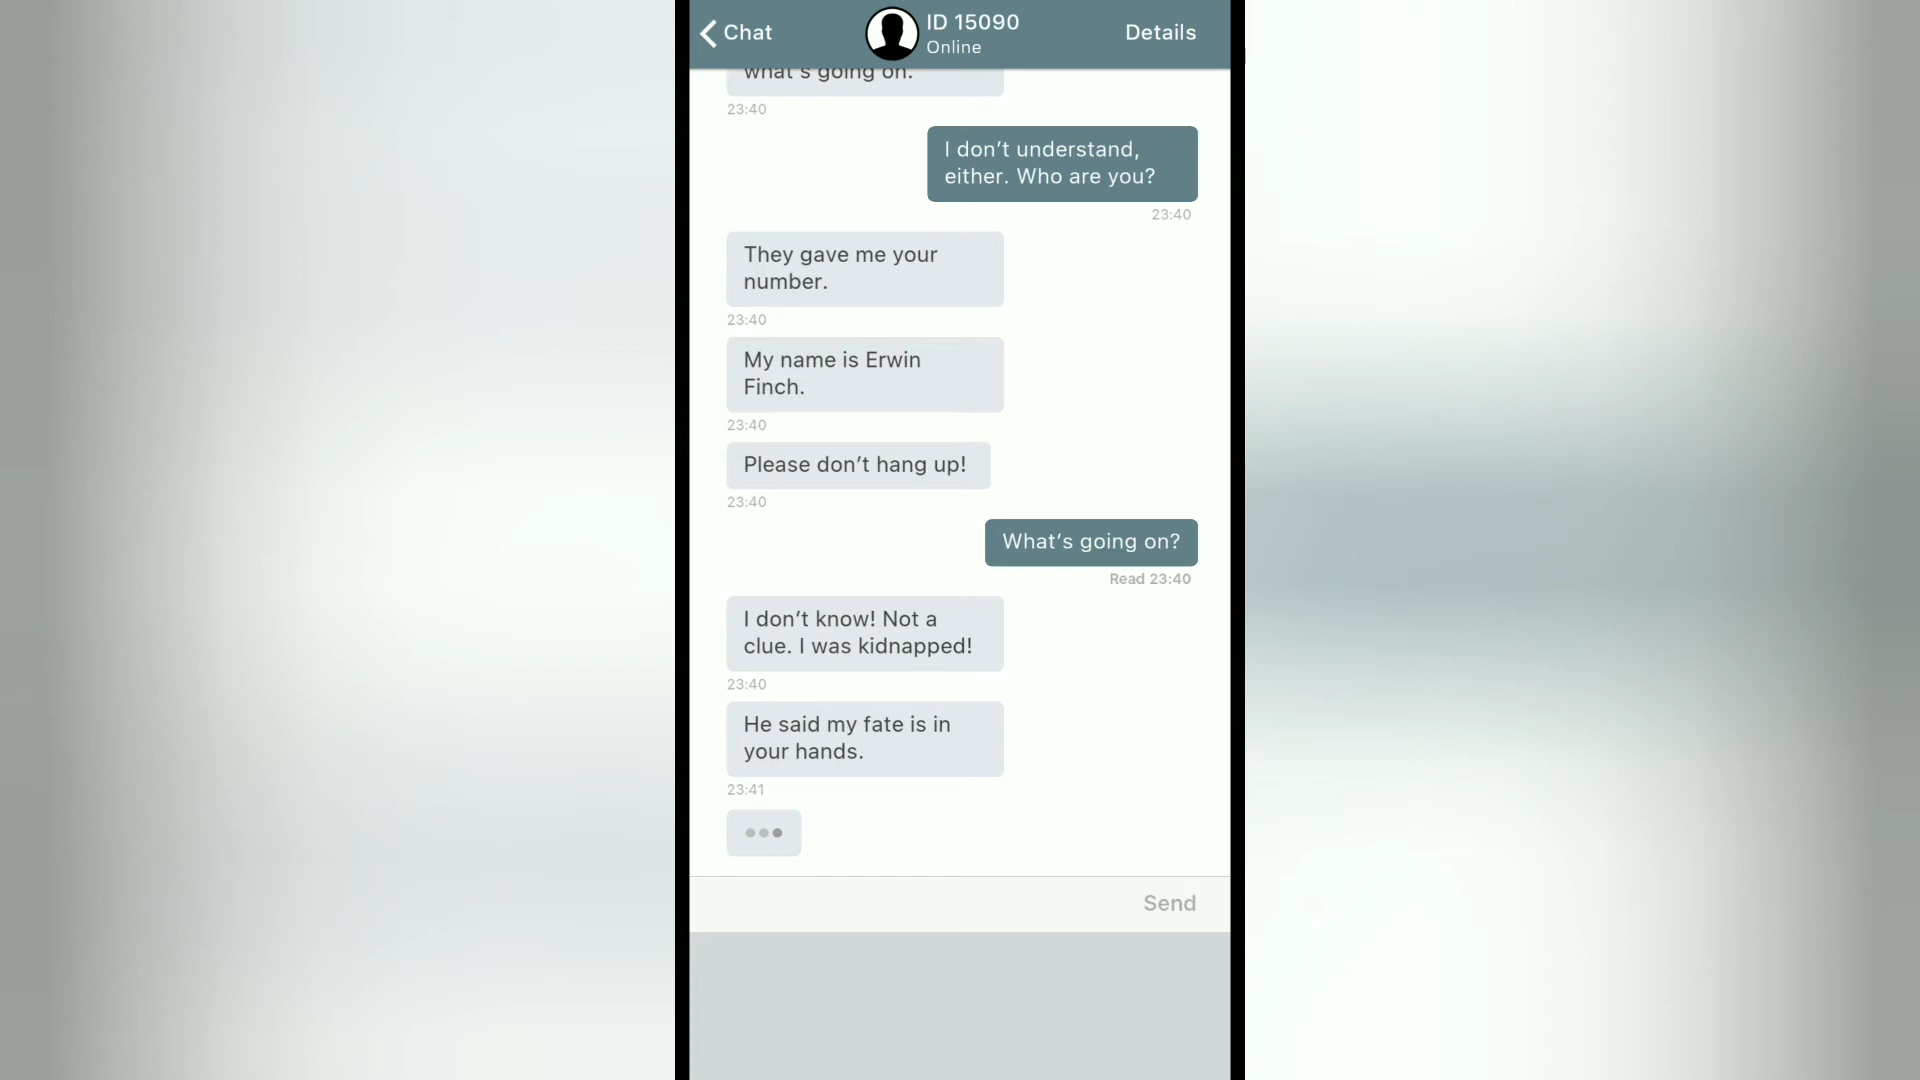 Chat
ID 15090
Online
Details
what's going on.
23:40
I don’t understand,
either. Who are you?
23:40
They gave me your
number.
23:40
My name is Erwin
Finch.
23:40
Please don’t hang up!
23:40
What’s going on?
Read 23:40
I don’t know! Not a
clue. I was kidnapped!
23:40
He said my fate is in
your hands.
23:41
Send